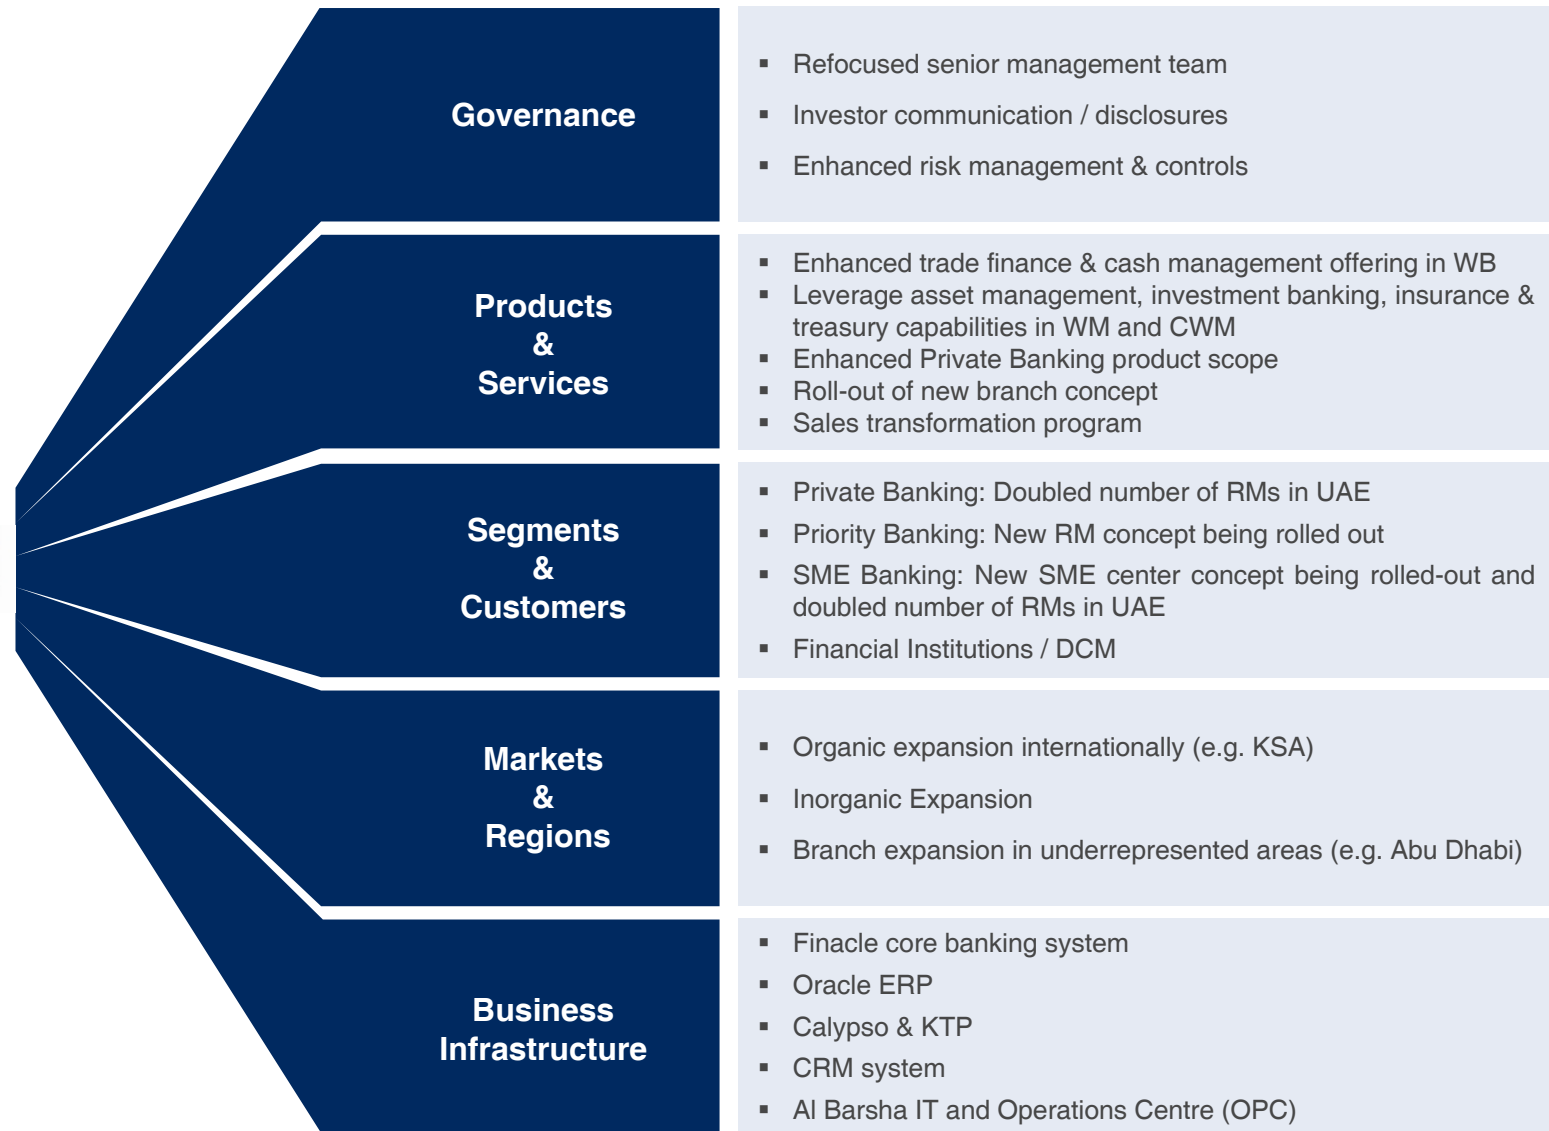 Governance
▪ Refocused senior management team
▪ Investor communication / disclosures
▪ Enhanced risk management & controls
Products
&
Services
▪ Enhanced trade finance & cash management offering in WB
▪ Leverage asset management, investment banking, insurance &
treasury capabilities in WM and CWM
▪ Enhanced Private Banking product scope
▪ Roll-out of new branch concept
▪ Sales transformation program
Segments
&
Customers
▪ Private Banking: Doubled number of RMs in UAE
▪ Priority Banking: New RM concept being rolled out
▪ SME Banking: New SME center concept being rolled-out and
doubled number of RMs in UAE
▪ Financial Institutions / DCM
Markets
&
Regions
▪ Organic expansion internationally (e.g. KSA)
▪ Inorganic Expansion
▪ Branch expansion in underrepresented areas (e.g. Abu Dhabi)
Business
Infrastructure
▪ Finacle core banking system
▪ Oracle ERP
▪ Calypso & KTP
▪ CRM system
▪ Al Barsha IT and Operations Centre (OPC)